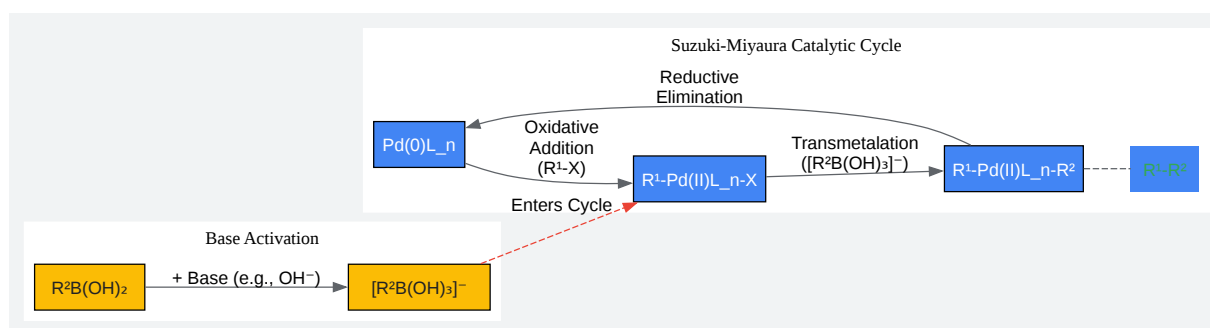 Suzuki-Miyaura Catalytic Cycle
Reductive
Elimination
Pd(0)L_n
Oxidative
Addition
(R¹-X)
R¹-Pd(II)L_n-X
Transmetalation
([R²B(OH)₃]⁻)
R¹-Pd(II)L_n-R²
R¹-R²
Enters Cycle
Base Activation
R²B(OH)₂
+ Base (e.g., OH⁻)
[R²B(OH)₃]⁻